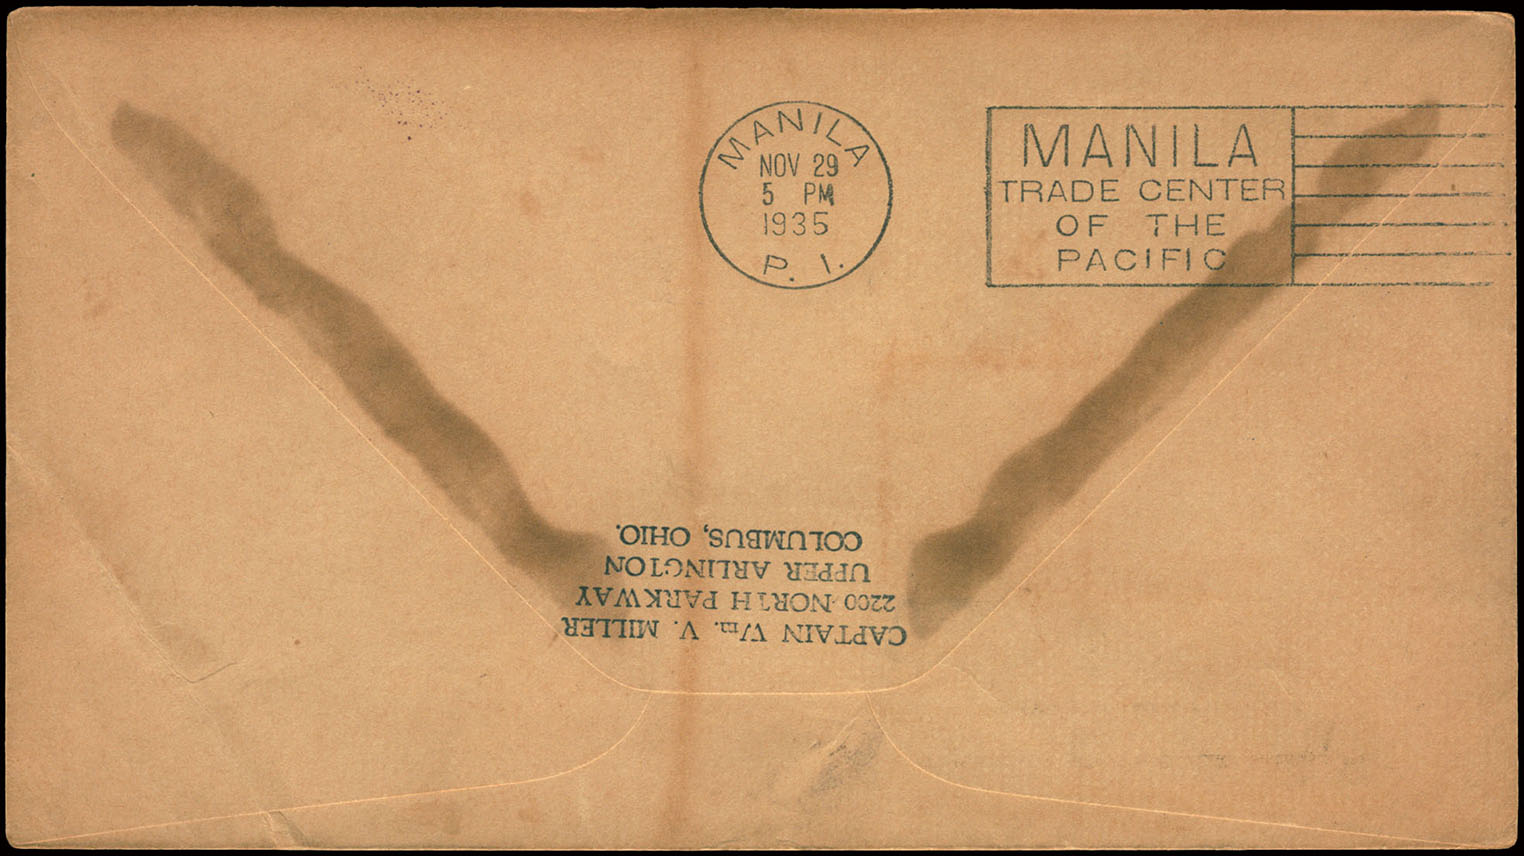 MANILA
NOV 29
5 PM
1935
P. I.
MANILA
TRADE CENTER
OF THE
PACIFIC
CAPTAIN Wm. V. MILLER
2200 NORTH PARKWAY
UPPER ARLINGTON
COLUMBUS, OHIO.